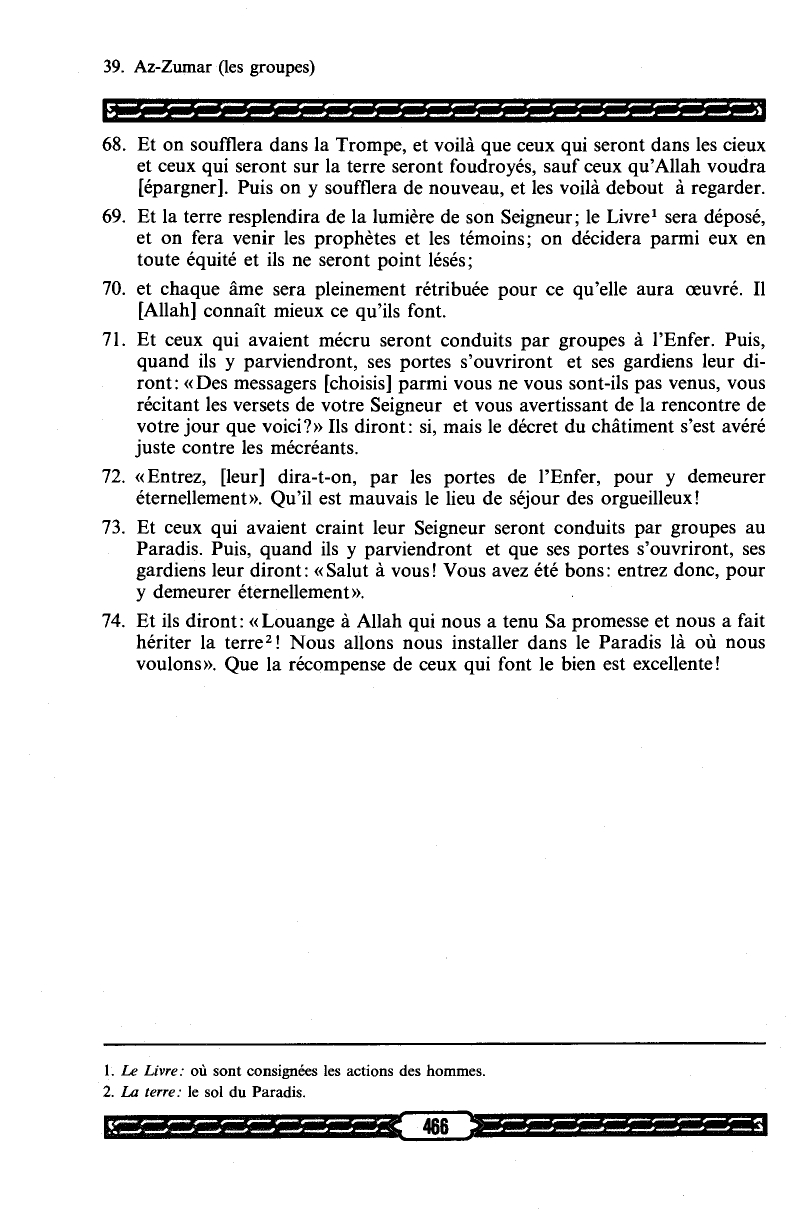 39. Az-Zumar (les groupes)
68. Et on soufflera dans la Trompe, et voilà que ceux qui seront dans les cieux
et ceux qui seront sur la terre seront foudroyés, sauf ceux qu'Allah voudra
[épargner]. Puis on y soufflera de nouveau, et les voilà debout à regarder.
69. Et la terre resplendira de la lumière de son Seigneur; le Livre¹ sera déposé,
et on fera venir les prophètes et les témoins; on décidera parmi eux en
toute équité et ils ne seront point lésés;
70. et chaque âme sera pleinement rétribuée pour ce qu'elle aura œuvré. Il
[Allah] connaît mieux ce qu'ils font.
71. Et ceux qui avaient mécru seront conduits par groupes à l'Enfer. Puis,
quand ils y parviendront, ses portes s'ouvriront et ses gardiens leur di-
ront: «Des messagers [choisis] parmi vous ne vous sont-ils pas venus, vous
récitant les versets de votre Seigneur et vous avertissant de la rencontre de
votre jour que voici?» Ils diront: si, mais le décret du châtiment s'est avéré
juste contre les mécréants.
72. «Entrez, [leur] dira-t-on, par les portes de l'Enfer, pour y demeurer
éternellement». Qu'il est mauvais le lieu de séjour des orgueilleux!
73. Et ceux qui avaient craint leur Seigneur seront conduits par groupes au
Paradis. Puis, quand ils y parviendront et que ses portes s'ouvriront, ses
gardiens leur diront: «Salut à vous! Vous avez été bons: entrez donc, pour
y demeurer éternellement».
74. Et ils diront: «Louange à Allah qui nous a tenu Sa promesse et nous a fait
hériter la terre²! Nous allons nous installer dans le Paradis là où nous
voulons». Que la récompense de ceux qui font le bien est excellente!
1. Le Livre: où sont consignées les actions des hommes.
2. La terre: le sol du Paradis.
466